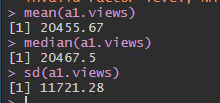 > mean(a1.views)
[1] 20455.67
> median(a1.views)
[1] 20467.5
> sd(a1.views)
[1] 11721.28
>